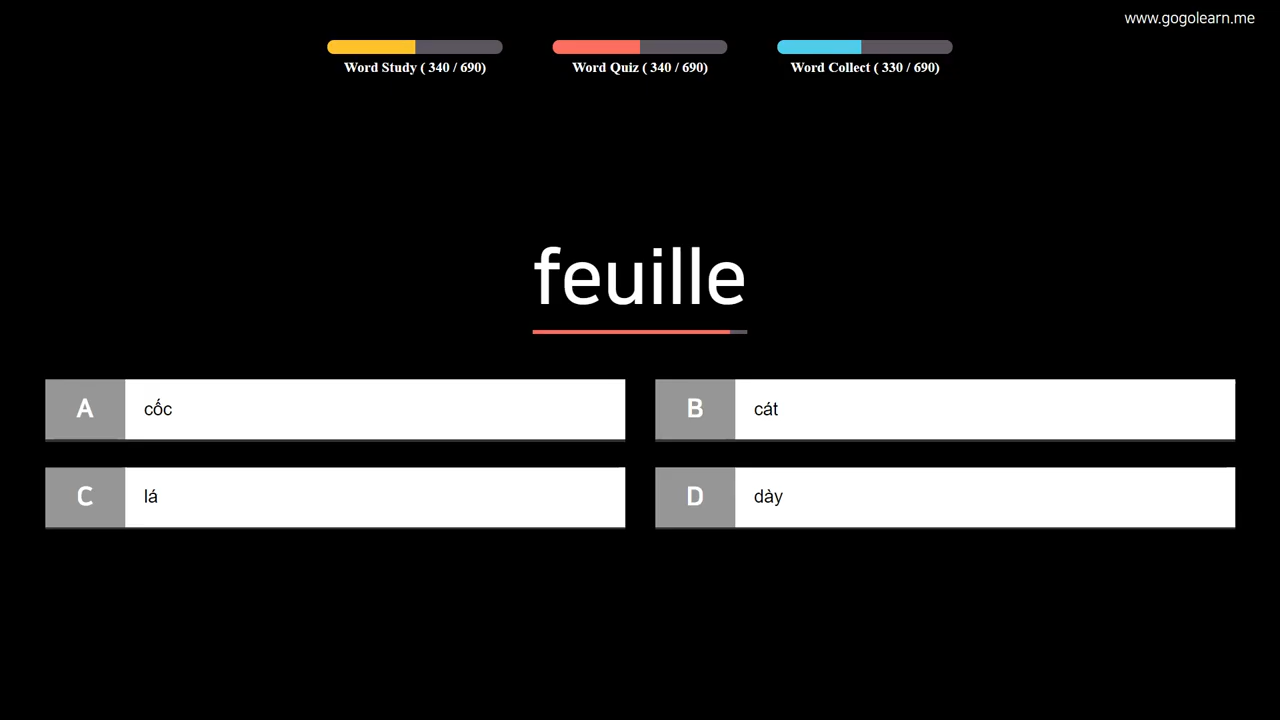 www.gogolearn.me
Word Study ( 340 / 690)
Word Quiz ( 340 / 690)
Word Collect ( 330 / 690)
feuille
A cốc
B cát
C lá
D dày